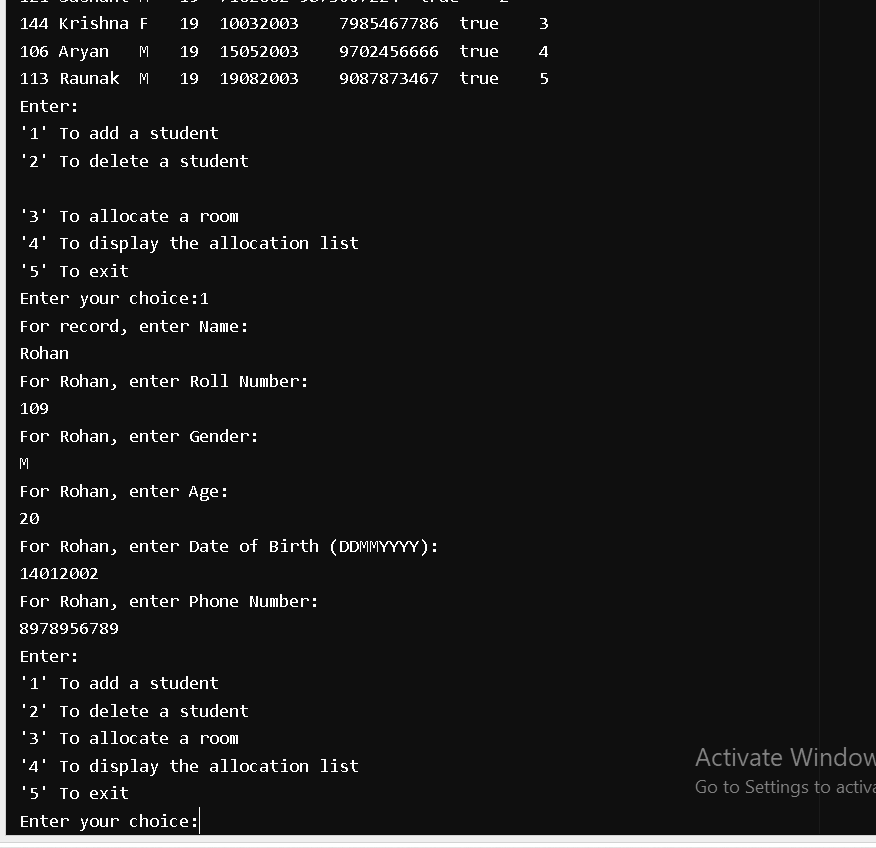 144 Krishna F 19 10032003 7985467786 true 3
106 Aryan M 19 15052003 9702456666 true 4
113 Raunak M 19 19082003 9087873467 true 5
Enter:
'1' To add a student
'2' To delete a student
'3' To allocate a room
'4' To display the allocation list
'5' To exit
Enter your choice:1
For record, enter Name:
Rohan
For Rohan, enter Roll Number:
109
For Rohan, enter Gender:
M
For Rohan, enter Age:
20
For Rohan, enter Date of Birth (DDMMYYYY):
14012002
For Rohan, enter Phone Number:
8978956789
Enter:
'1' To add a student
'2' To delete a student
'3' To allocate a room
'4' To display the allocation list
'5' To exit
Enter your choice:
Activate Window
Go to Settings to activa